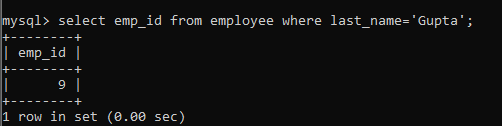 mysql> select emp_id from employee where last_name='Gupta';
+--------+
| emp_id |
+--------+
|      9 |
+--------+
1 row in set (0.00 sec)